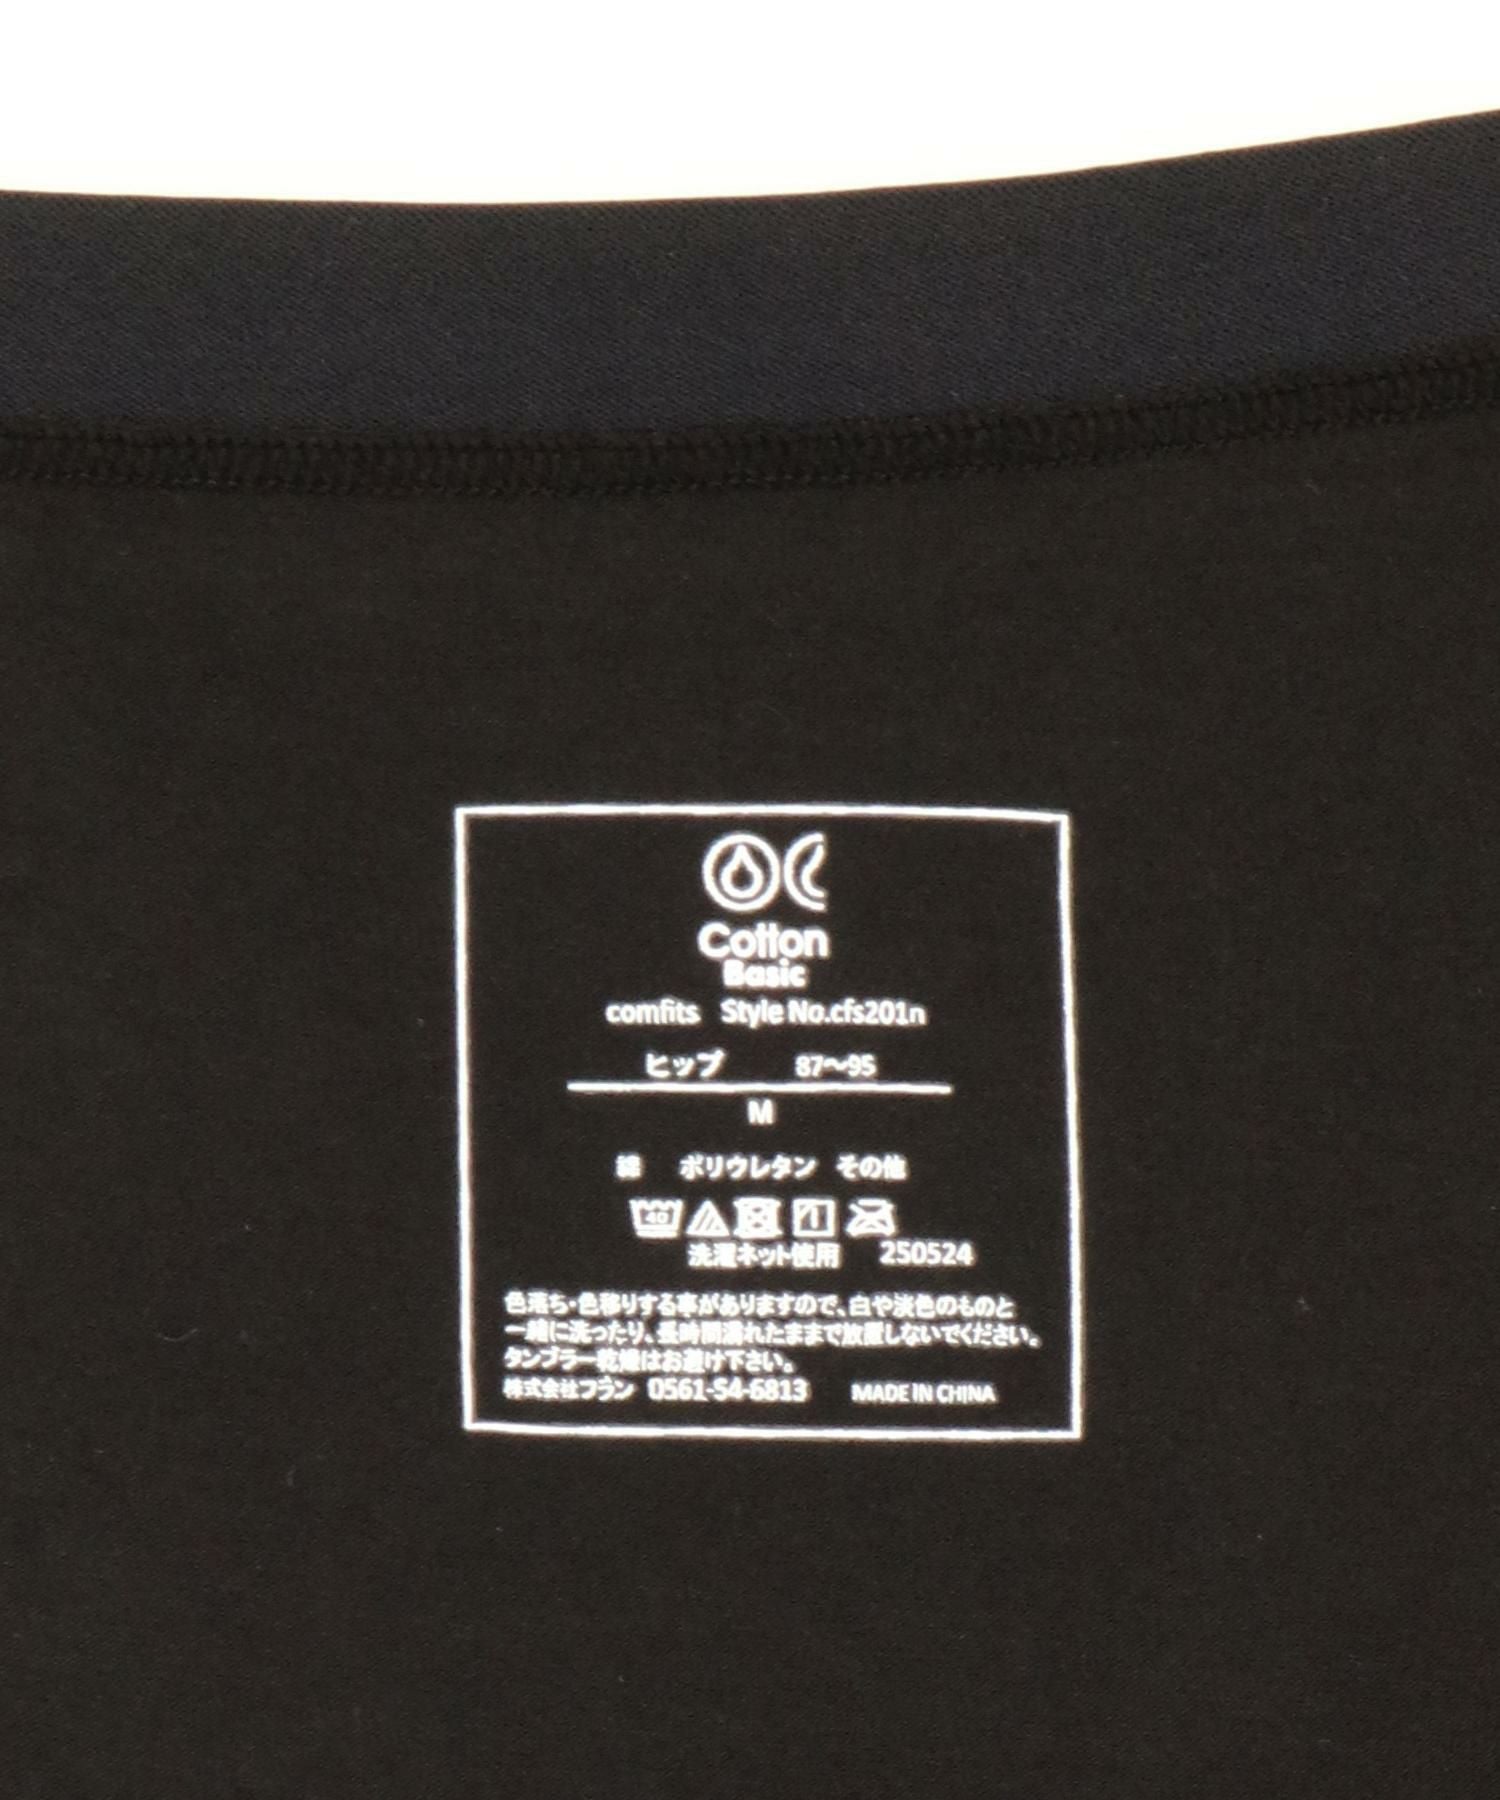 Cotton
Basic
comfits Style No.cfs201n
ヒップ 87〜95
M
綿 ポリウレタン その他
40
洗濯ネット使用 250524
色落ち・色移りする事がありますので、白や淡色のものと
一緒に洗ったり、長時間濡れたままで放置しないでください。
タンブラー乾燥はお避け下さい。
株式会社フラン 0561-54-6813 MADE IN CHINA